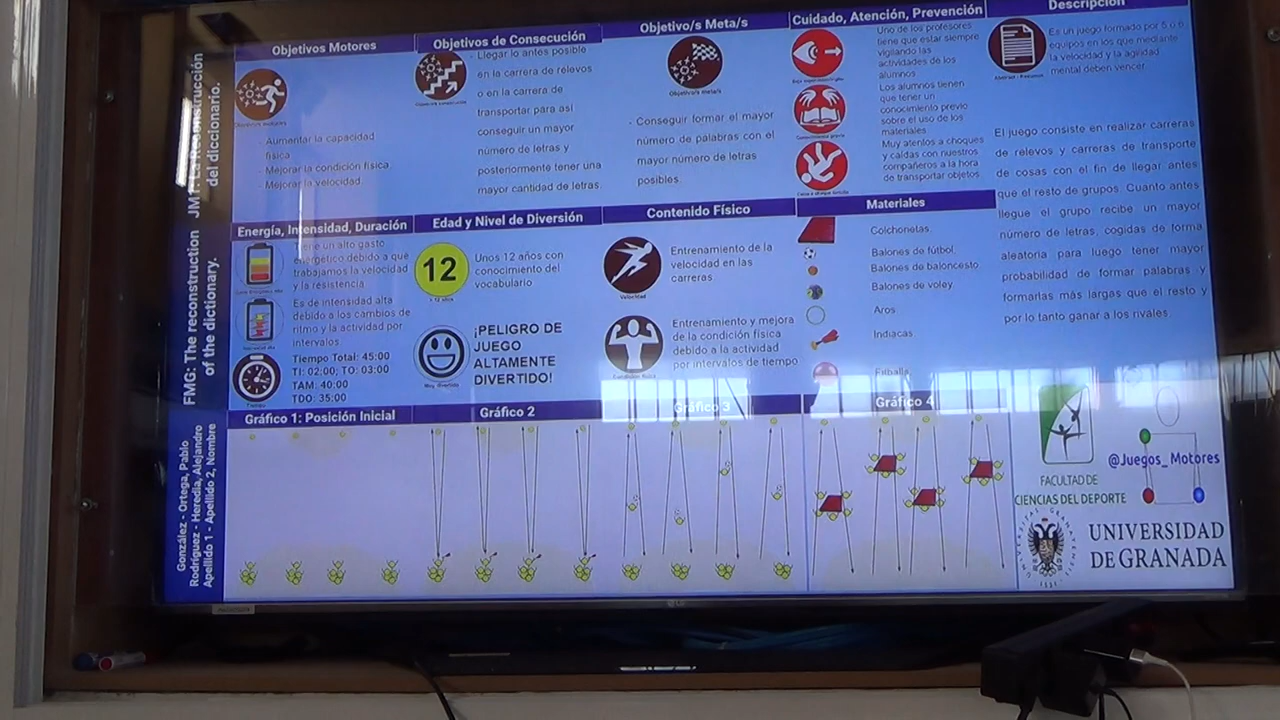 JM1: La Reconstrucción
del diccionario.
FMG: The reconstruction
of the dictionary.
González - Ortega, Pablo
Rodríguez - Heredia, Alejandro
Apellido 1 - Apellido 2, Nombre
Objetivos Motores
- Aumentar la capacidad
física
- Mejorar la condición física.
- Mejorar la velocidad
Objetivos de Consecución
- Llegar lo antes posible
en la carrera de relevos
o en la carrera de
transportar para así
conseguir un mayor
número de letras y
posteriormente tener una
mayor cantidad de letras.
Objetivo/s Meta/s
Objetivo/s meta/s
- Conseguir formar el mayor
número de palabras con el
mayor número de letras
posibles.
Cuidado, Atención, Prevención
Uno de los profesores
tiene que estar siempre
vigilando las
actividades de los
alumnos
Los alumnos tienen
que tener un
conocimiento previo
sobre el uso de los
materiales
Muy atentos a choques
y caídas con nuestros
compañeros a la hora
de transportar objetos
Descripción
Es un juego formado por 5 o 6
equipos en los que mediante
la velocidad y la agilidad
mental deben vencer.
El juego consiste en realizar carreras
de relevos y carreras de transporte
de cosas con el fin de llegar antes
que el resto de grupos. Cuanto antes
llegue el grupo recibe un mayor
número de letras, cogidas de forma
aleatoria para luego tener mayor
probabilidad de formar palabras y
formarlas más largas que el resto y
por lo tanto ganar a los rivales.
Energía, Intensidad, Duración
Tiene un alto gasto
energético debido a que
trabajamos la velocidad
y la resistencia
Es de intensidad alta
debido a los cambios de
ritmo y la actividad por
intervalos
Tiempo
Tiempo Total: 45:00
TI: 02:00; TO: 03:00
TAM: 40:00
TDO: 35:00
Edad y Nivel de Diversión
12
Unos 12 años con
conocimiento del
vocabulario
Muy divertido
¡PELIGRO DE
JUEGO
ALTAMENTE
DIVERTIDO!
Contenido Físico
Velocidad
Entrenamiento de la
velocidad en las
carreras.
Condición física
Entrenamiento y mejora
de la condición física
debido a la actividad
por intervalos de tiempo
Materiales
Colchonetas.
Balones de fútbol.
Balones de baloncesto
Balones de voley
Aros
Indiacas
Fitballs
Gráfico 1: Posición Inicial
Gráfico 2
Gráfico 3
Gráfico 4
@Juegos_Motores
FACULTAD DE
CIENCIAS DEL DEPORTE
UNIVERSIDAD
DE GRANADA
LG